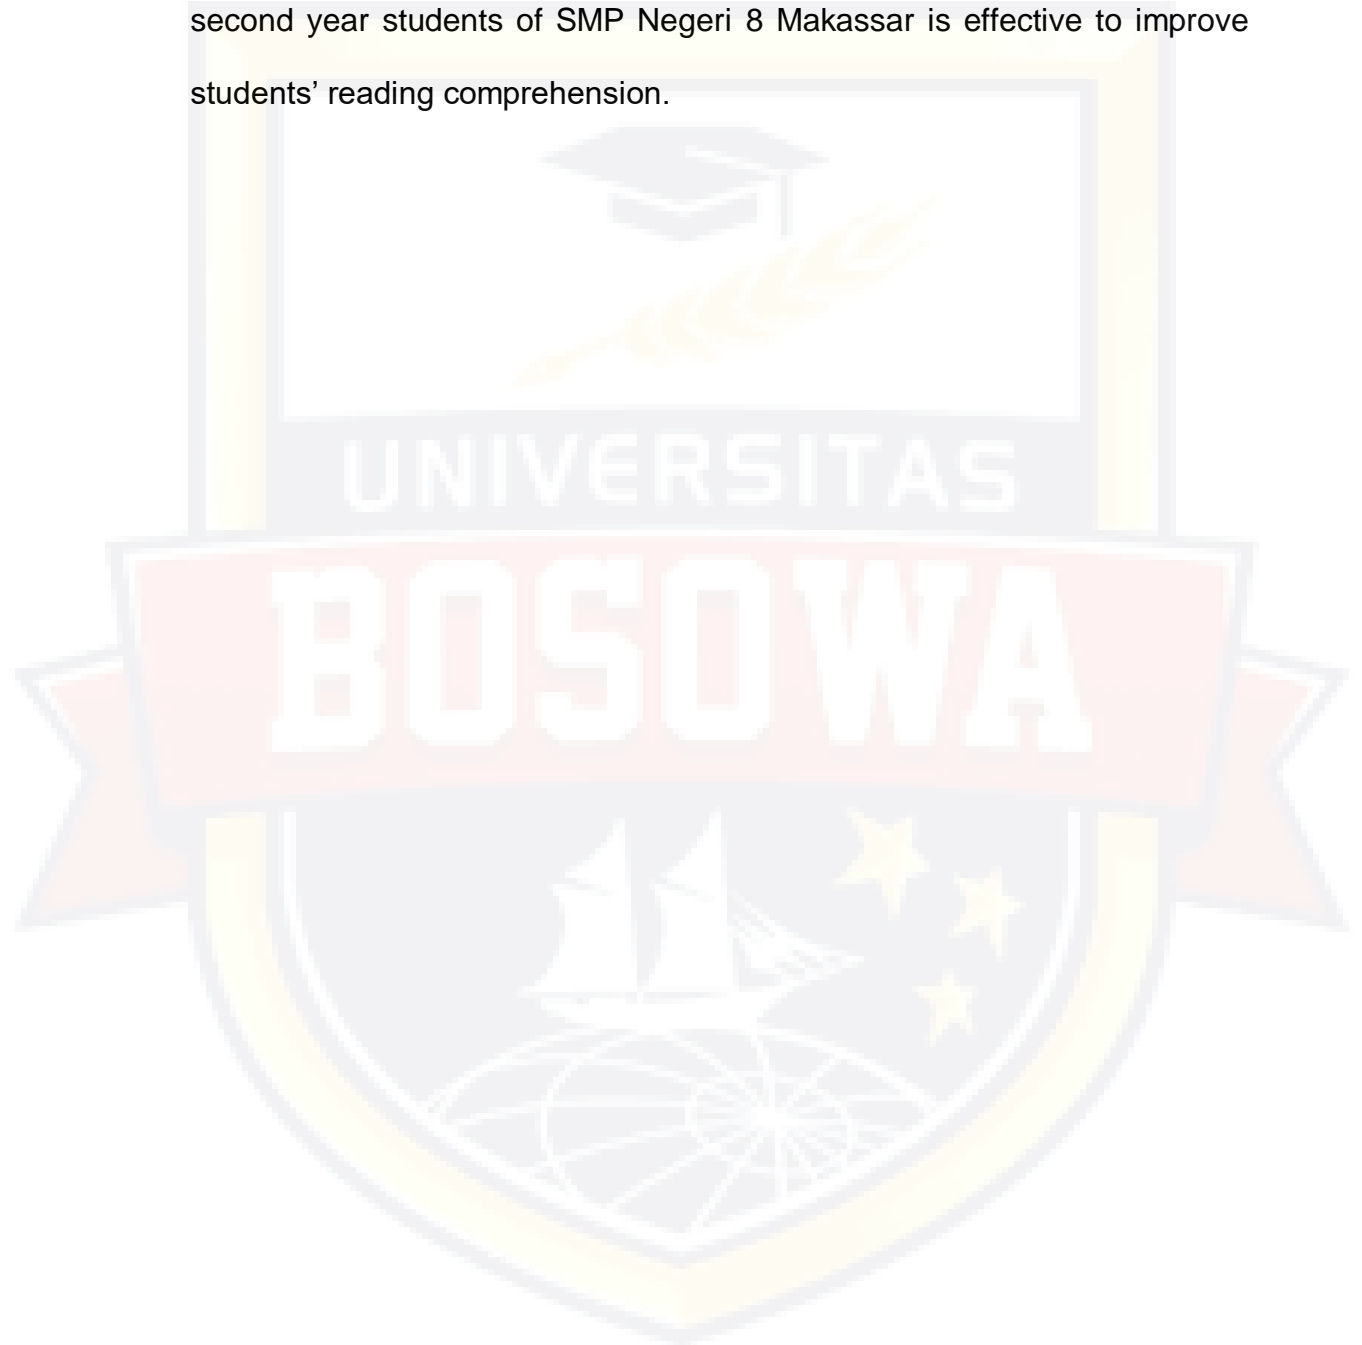 second year students of SMP Negeri 8 Makassar is effective to improve
students’ reading comprehension.
UNIVERSITAS
BOSOWA